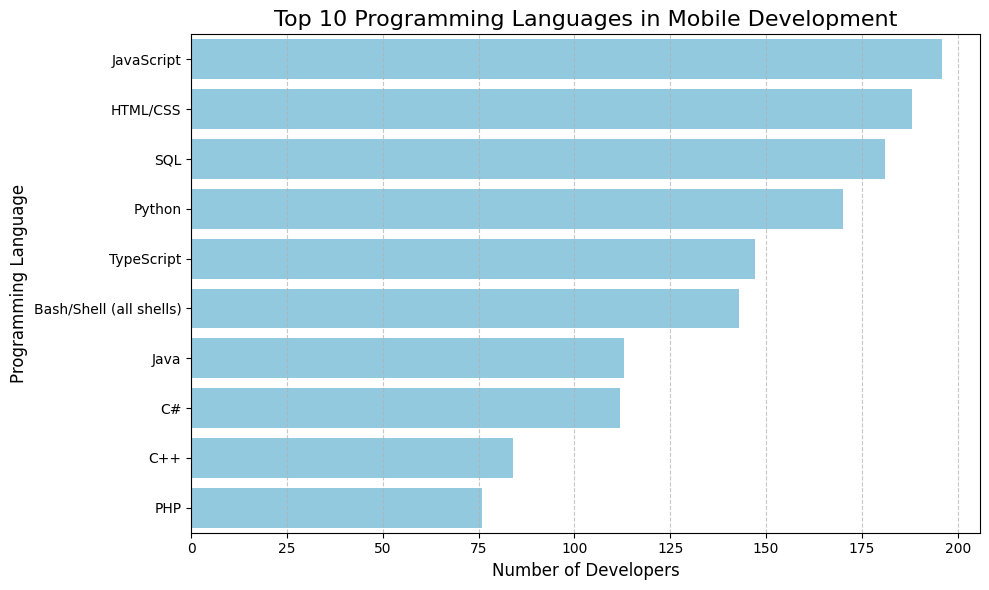 Top 10 Programming Languages in Mobile Development
Programming Language
JavaScript
HTML/CSS
SQL
Python
TypeScript
Bash/Shell (all shells)
Java
C#
C++
PHP
0 25 50 75 100 125 150 175 200
Number of Developers